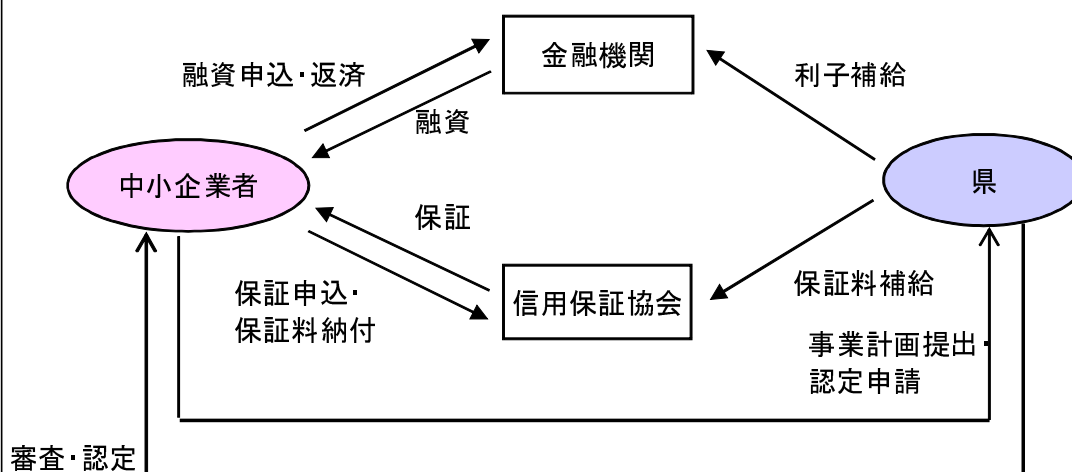 金融機関
融資申込・返済
利子補給
融資
中小企業者
県
保証
保証申込・
保証料納付
信用保証協会
保証料補給
事業計画提出・
認定申請
審査・認定